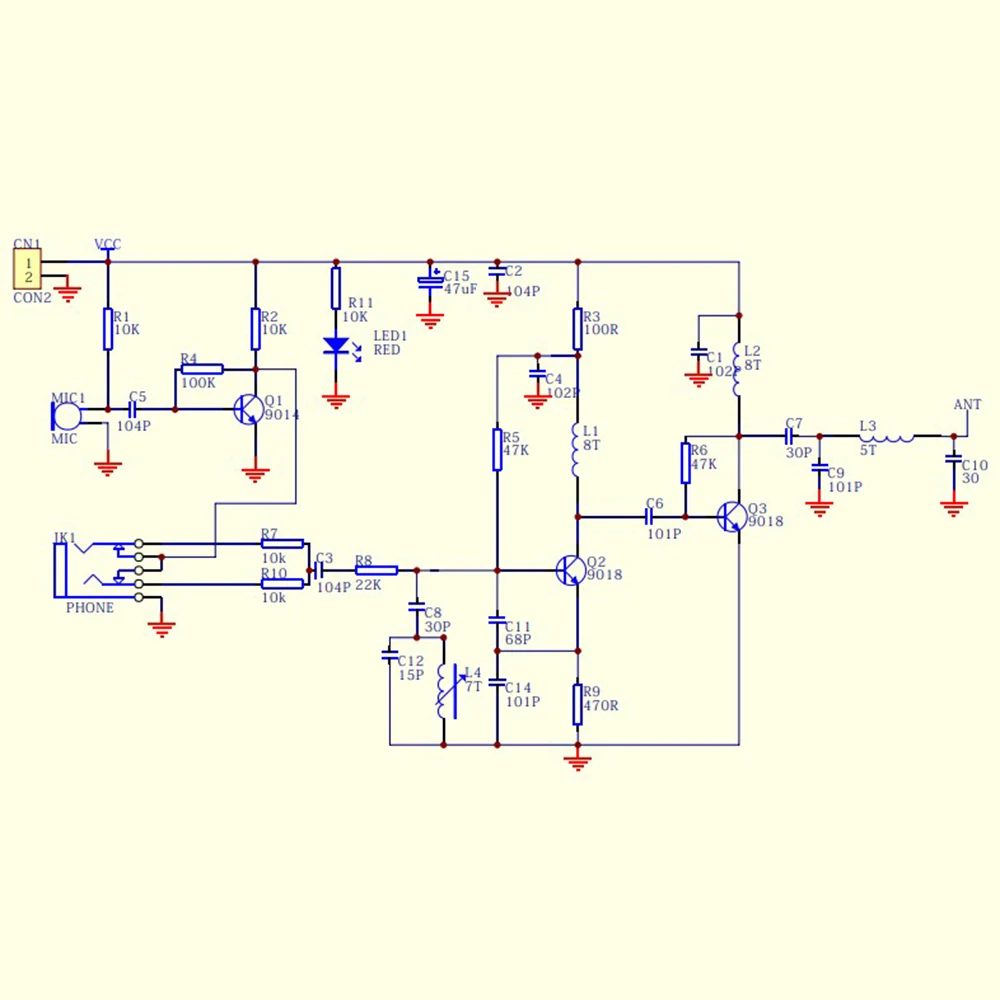 CN1
1
2
CON2
VCC
R1
10K
R2
10K
R11
10K
LED1
RED
C15
47uF
C2
104P
R3
100R
R4
100K
MIC1
MIC
C5
104P
Q1
9014
C4
102P
C1
102P
L2
8T
R5
47K
L1
8T
R6
47K
C7
30P
L3
5T
ANT
C9
101P
C10
30
C6
101P
Q3
9018
JK1
PHONE
R7
10k
R10
10k
C3
104P
R8
22K
Q2
9018
C8
30P
C11
68P
C12
15P
L4
7T
C14
101P
R9
470R